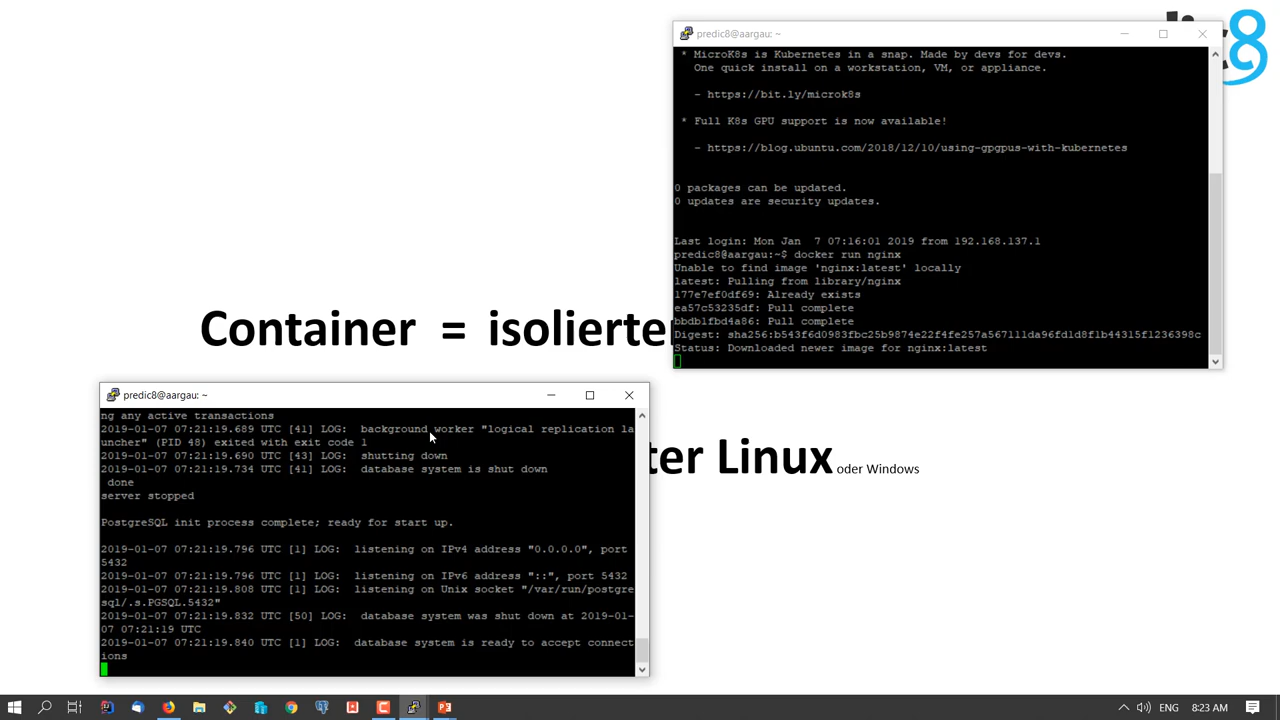 predic8@aargau: ~
* MicroK8s is Kubernetes in a snap. Made by devs for devs.
One quick install on a workstation, VM, or appliance.
- https://bit.ly/microk8s
* Full K8s GPU support is now available!
- https://blog.ubuntu.com/2018/12/10/using-gpgpus-with-kubernetes
0 packages can be updated.
0 updates are security updates.
Last login: Mon Jan  7 07:16:01 2019 from 192.168.137.1
predic8@aargau:~$ docker run nginx
Unable to find image 'nginx:latest' locally
latest: Pulling from library/nginx
177e7ef0df69: Already exists
ea57c53235df: Pull complete
bbdb1fbd4a86: Pull complete
Digest: sha256:b543f6d0983fbc25b9874e22f4fe257a567111da96fd1d8f1b44315f1236398c
Status: Downloaded newer image for nginx:latest
Container = isolierter
predic8@aargau: ~
ng any active transactions
2019-01-07 07:21:19.689 UTC [41] LOG:  background worker "logical replication la
uncher" (PID 48) exited with exit code 1
2019-01-07 07:21:19.690 UTC [43] LOG:  shutting down
2019-01-07 07:21:19.734 UTC [41] LOG:  database system is shut down
done
server stopped
PostgreSQL init process complete; ready for start up.
2019-01-07 07:21:19.796 UTC [1] LOG:  listening on IPv4 address "0.0.0.0", port
5432
2019-01-07 07:21:19.796 UTC [1] LOG:  listening on IPv6 address "::", port 5432
2019-01-07 07:21:19.808 UTC [1] LOG:  listening on Unix socket "/var/run/postgre
sql/.s.PGSQL.5432"
2019-01-07 07:21:19.832 UTC [50] LOG:  database system was shut down at 2019-01-
07 07:21:19 UTC
2019-01-07 07:21:19.840 UTC [1] LOG:  database system is ready to accept connect
ions
ter Linux oder Windows
ENG 8:23 AM